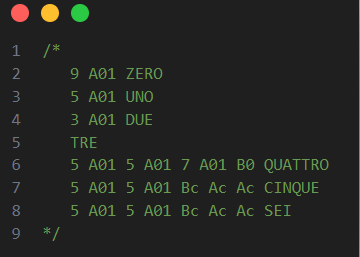 1 /*
2 9 A01 ZERO
3 5 A01 UNO
4 3 A01 DUE
5 TRE
6 5 A01 5 A01 7 A01 B0 QUATTRO
7 5 A01 5 A01 Bc Ac Ac CINQUE
8 5 A01 5 A01 Bc Ac Ac SEI
9 */